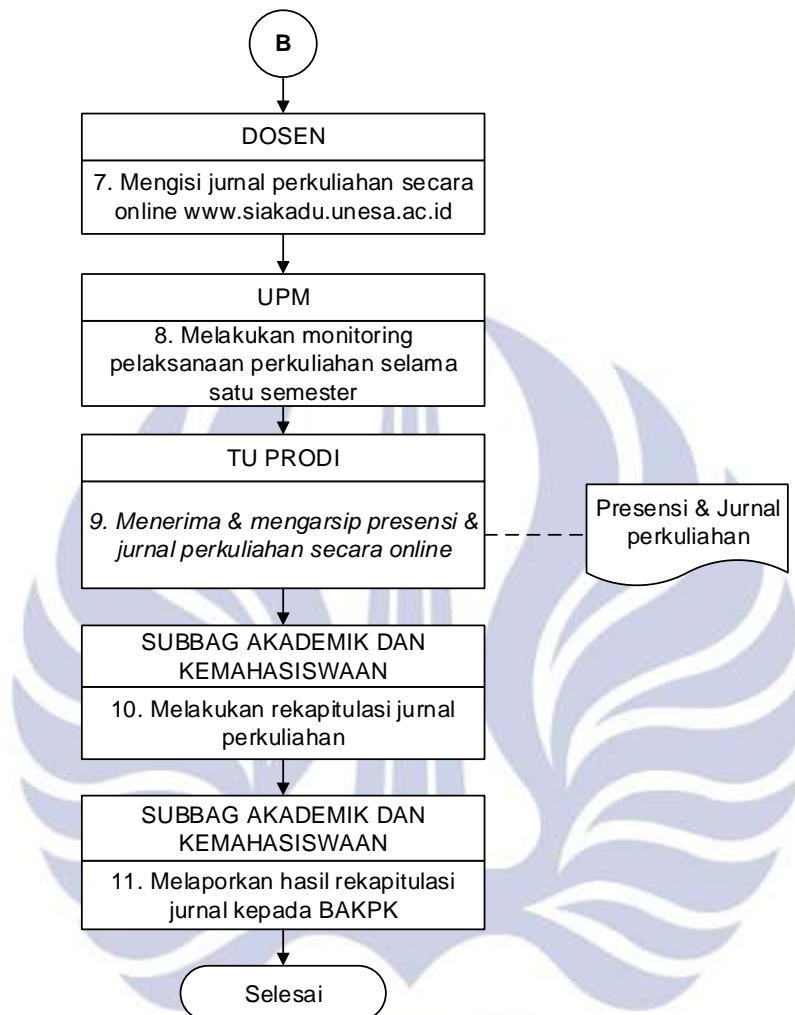 B
DOSEN
7. Mengisi jurnal perkuliahan secara
online www.siakadu.unesa.ac.id
UPM
8. Melakukan monitoring
pelaksanaan perkuliahan selama
satu semester
TU PRODI
9. Menerima & mengarsip presensi &
jurnal perkuliahan secara online
Presensi & Jurnal
perkuliahan
SUBBAG AKADEMIK DAN
KEMAHASISWAAN
10. Melakukan rekapitulasi jurnal
perkuliahan
SUBBAG AKADEMIK DAN
KEMAHASISWAAN
11. Melaporkan hasil rekapitulasi
jurnal kepada BAKPK
Selesai